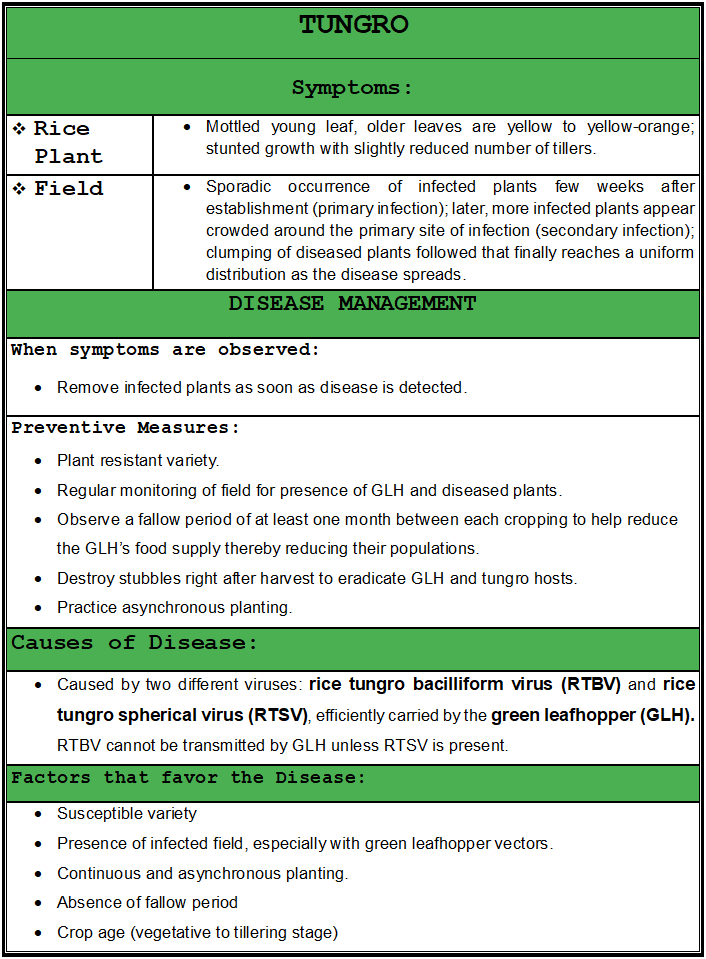 TUNGRO
Symptoms:
❖ Rice
Plant
• Mottled young leaf, older leaves are yellow to yellow-orange;
stunted growth with slightly reduced number of tillers.
❖ Field
• Sporadic occurrence of infected plants few weeks after
establishment (primary infection); later, more infected plants appear
crowded around the primary site of infection (secondary infection);
clumping of diseased plants followed that finally reaches a uniform
distribution as the disease spreads.
DISEASE MANAGEMENT
When symptoms are observed:
• Remove infected plants as soon as disease is detected.
Preventive Measures:
• Plant resistant variety.
• Regular monitoring of field for presence of GLH and diseased plants.
• Observe a fallow period of at least one month between each cropping to help reduce
the GLH’s food supply thereby reducing their populations.
• Destroy stubbles right after harvest to eradicate GLH and tungro hosts.
• Practice asynchronous planting.
Causes of Disease:
• Caused by two different viruses: rice tungro bacilliform virus (RTBV) and rice
tungro spherical virus (RTSV), efficiently carried by the green leafhopper (GLH).
RTBV cannot be transmitted by GLH unless RTSV is present.
Factors that favor the Disease:
• Susceptible variety
• Presence of infected field, especially with green leafhopper vectors.
• Continuous and asynchronous planting.
• Absence of fallow period
• Crop age (vegetative to tillering stage)